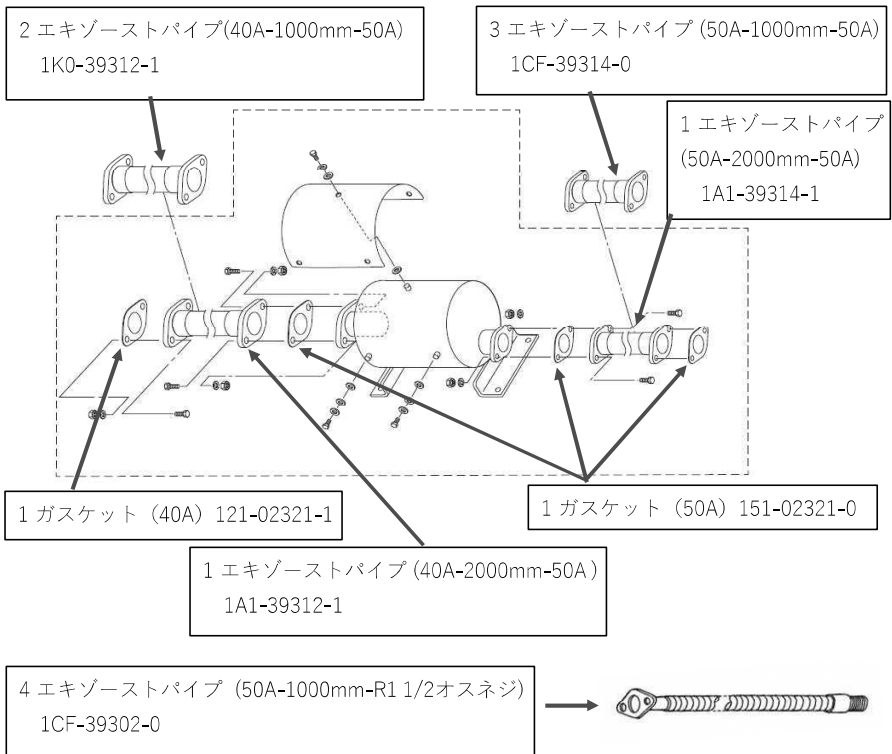 2 エキゾーストパイプ(40A-1000mm-50A)
1K0-39312-1
3 エキゾーストパイプ (50A-1000mm-50A)
1CF-39314-0
1 エキゾーストパイプ
(50A-2000mm-50A)
1A1-39314-1
1 ガスケット（40A）121-02321-1
1 ガスケット（50A）151-02321-0
1 エキゾーストパイプ (40A-2000mm-50A )
1A1-39312-1
4 エキゾーストパイプ (50A-1000mm-R1 1/2オスネジ)
1CF-39302-0